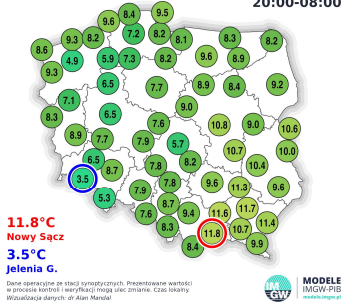 20:00-08:00
9.6 8.4 9.5
8.6 9.3 8.2 7.2 8.2 8.1 8.3 8.2
4.9 5.9 7.3 8.2 9.6 8.9
9.3
6.5 7.7 8.9 8.4 9.2
7.1
8.3 6.5 9.0
7.6 10.8 9.0 10.6
8.9 7.7 5.7
10.7 10.0
6.5 7.8 8.2 10.4
8.7
3.5 7.9 7.8 9.6 11.3 9.6
5.3
7.6 8.7 9.4 11.6 11.7
8.3 11.8 10.7 11.4
8.4 9.9
11.8°C
Nowy Sącz
3.5°C
Jelenia G.
Dane operacyjne ze stacji synoptycznych. Prezentowane wartości
w procesie kontroli i weryfikacji mogą ulec zmianie. Czas lokalny.
Wizualizacja danych: dr Alan Mandal
IM
GW
MODELE
IMGW-PIB
modele.imgw.pl